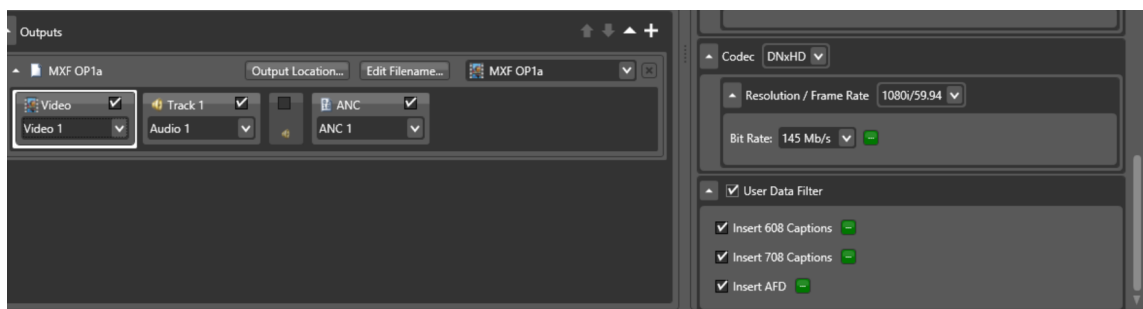 Outputs
MXF OP1a
Output Location...
Edit Filename...
MXF OP1a
Video
Track 1
ANC
Video 1
Audio 1
ANC 1
Codec DNxHD
Resolution / Frame Rate 1080i/59.94
Bit Rate: 145 Mb/s
User Data Filter
Insert 608 Captions
Insert 708 Captions
Insert AFD